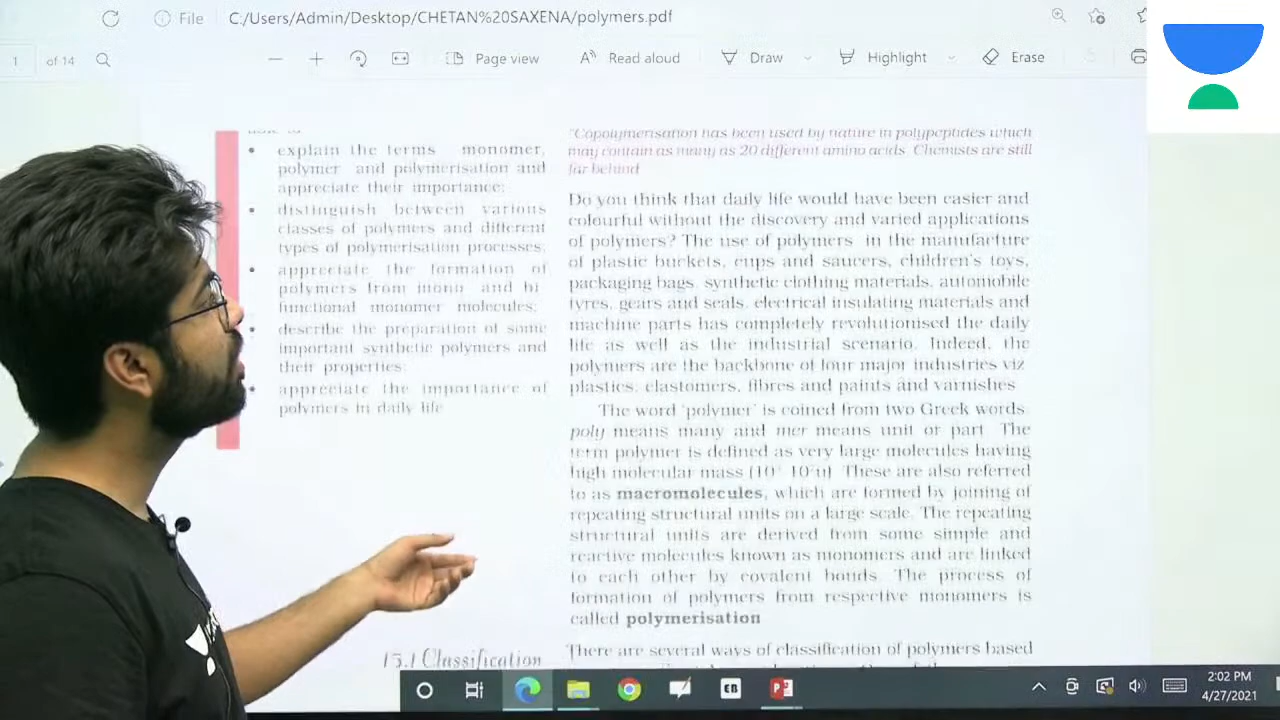 File C:/Users/Admin/Desktop/CHETAN%20SAXENA/polymers.pdf
1 of 14 Page view Read aloud Draw Highlight Erase
explain the terms monomer,
polymer and polymerisation and
appreciate their importance;
distinguish between various
classes of polymers and different
types of polymerisation processes;
appreciate the formation of
polymers from mono and bi
functional monomer molecules;
describe the preparation of some
important synthetic polymers and
their properties;
appreciate the importance of
polymers in daily life
15.1 Classification
"Copolymerisation has been used by nature in polypeptides which
may contain as many as 20 different amino acids. Chemists are still
far behind
Do you think that daily life would have been easier and
colourful without the discovery and varied applications
of polymers? The use of polymers in the manufacture
of plastic buckets, cups and saucers, children's toys,
packaging bags, synthetic clothing materials, automobile
tyres, gears and seals, electrical insulating materials and
machine parts has completely revolutionised the daily
life as well as the industrial scenario. Indeed, the
polymers are the backbone of four major industries viz
plastics, elastomers, fibres and paints and varnishes
The word 'polymer' is coined from two Greek words
poly means many and mer means unit or part. The
term polymer is defined as very large molecules having
high molecular mass These are also referred
to as macromolecules, which are formed by joining of
repeating structural units on a large scale. The repeating
structural units are derived from some simple and
reactive molecules known as monomers and are linked
to each other by covalent bonds. The process of
formation of polymers from respective monomers is
called polymerisation
There are several ways of classification of polymers based
2:02 PM
4/27/2021